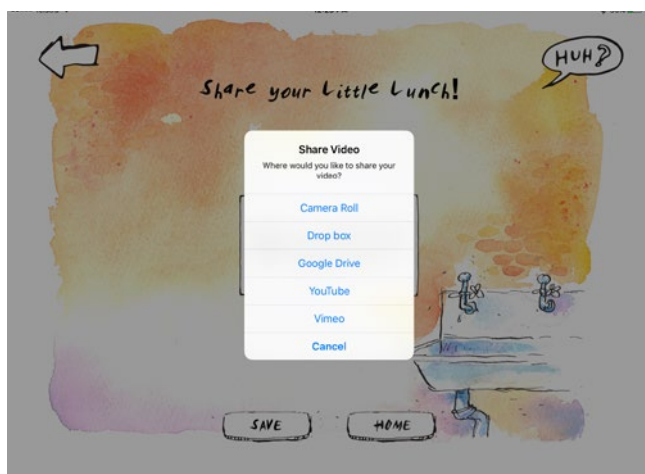 HUH?
Share your Little Lunch!
Share Video
Where would you like to share your
video?
Camera Roll
Drop box
Google Drive
YouTube
Vimeo
Cancel
SAVE
HOME